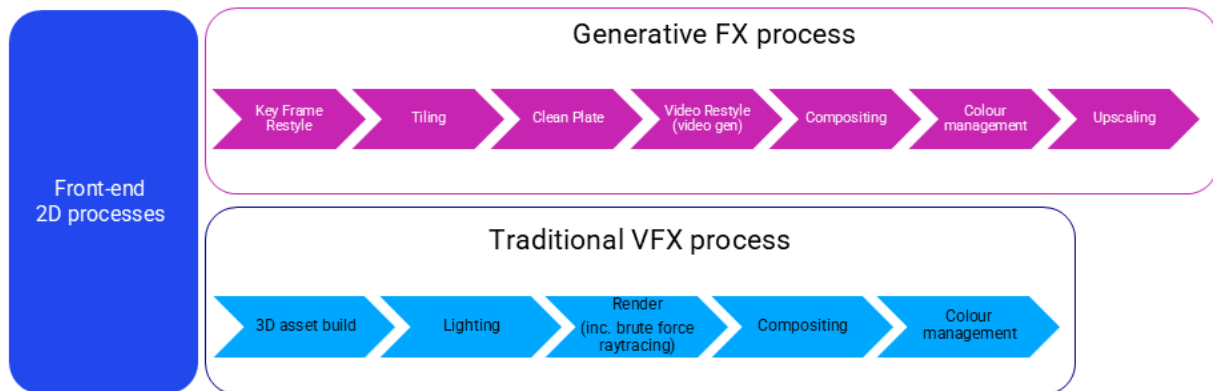 Front-end
2D processes
Generative FX process
Key Frame
Restyle
Tiling
Clean Plate
Video Restyle
(video gen)
Compositing
Colour
management
Upscaling
Traditional VFX process
3D asset build
Lighting
Render
(inc. brute force
raytracing)
Compositing
Colour
management